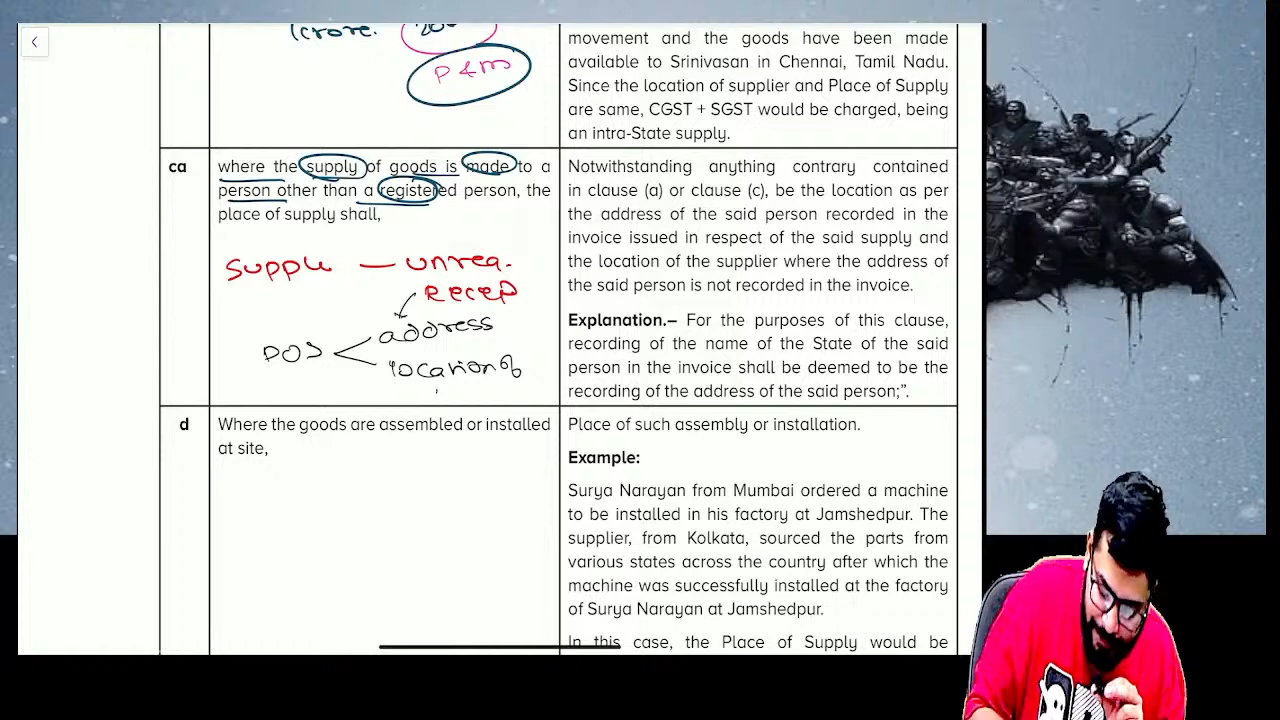 1crore.
P & m
movement and the goods have been made
available to Srinivasan in Chennai, Tamil Nadu.
Since the location of supplier and Place of Supply
are same, CGST + SGST would be charged, being
an intra-State supply.
ca
where the supply of goods is made to a
person other than a registered person, the
place of supply shall,
supply — unreg.
Recep
address
POS
location of
Notwithstanding anything contrary contained
in clause (a) or clause (c), be the location as per
the address of the said person recorded in the
invoice issued in respect of the said supply and
the location of the supplier where the address of
the said person is not recorded in the invoice.
Explanation.– For the purposes of this clause,
recording of the name of the State of the said
person in the invoice shall be deemed to be the
recording of the address of the said person;”.
d
Where the goods are assembled or installed
at site,
Place of such assembly or installation.
Example:
Surya Narayan from Mumbai ordered a machine
to be installed in his factory at Jamshedpur. The
supplier, from Kolkata, sourced the parts from
various states across the country after which the
machine was successfully installed at the factory
of Surya Narayan at Jamshedpur.
In this case, the Place of Supply would be